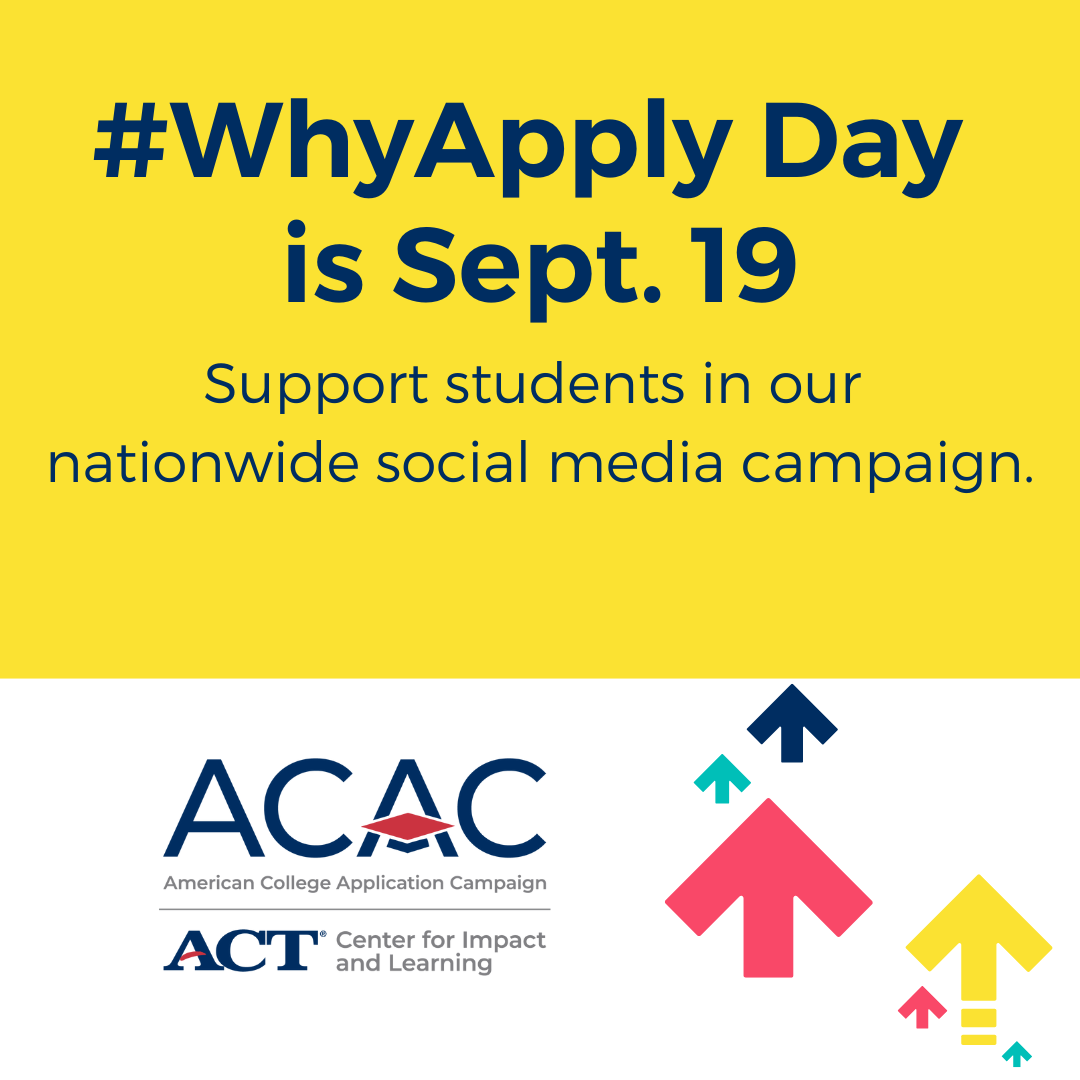 #WhyApply Day
is Sept. 19
Support students in our
nationwide social media campaign.
ACAC
American College Application Campaign
ACT® Center for Impact
and Learning